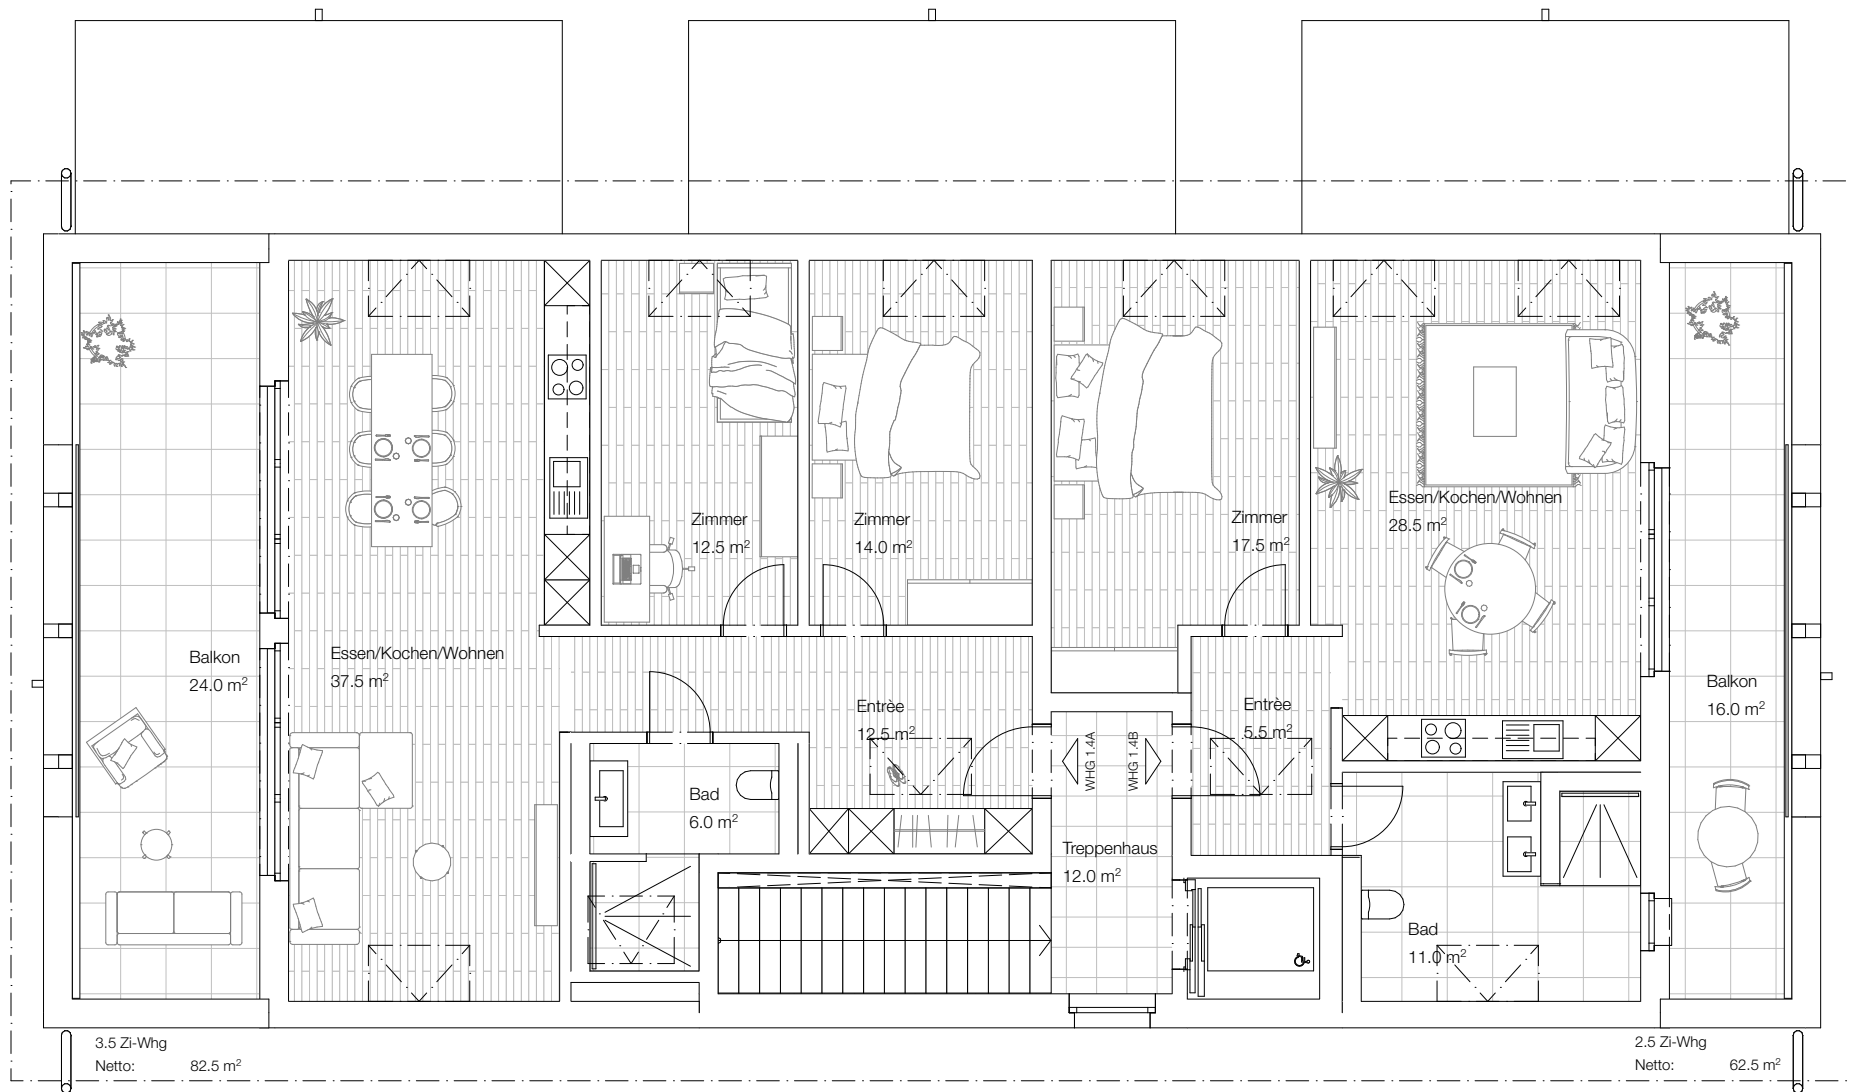 Zimmer
12.5 m²
Zimmer
14.0 m²
Zimmer
17.5 m²
Essen/Kochen/Wohnen
28.5 m²
Balkon
24.0 m²
Essen/Kochen/Wohnen
37.5 m²
Entrèe
12.5 m²
Entrèe
5.5 m²
Balkon
16.0 m²
WHG 1.4A
WHG 1.4B
Bad
6.0 m²
Treppenhaus
12.0 m²
Bad
11.0 m²
3.5 Zi-Whg
Netto: 82.5 m²
2.5 Zi-Whg
Netto: 62.5 m²